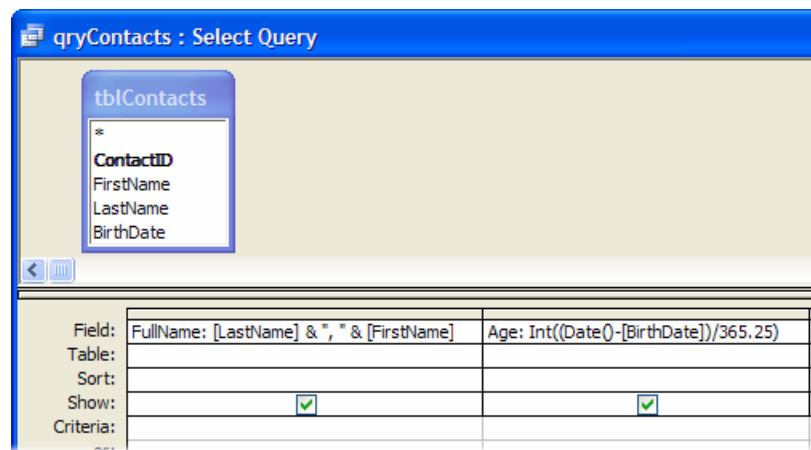 qryContacts : Select Query
tblContacts
*
ContactID
FirstName
LastName
BirthDate
Field: FullName: [LastName] & ", " & [FirstName] Age: Int((Date()-[BirthDate])/365.25)
Table:
Sort:
Show:
Criteria: